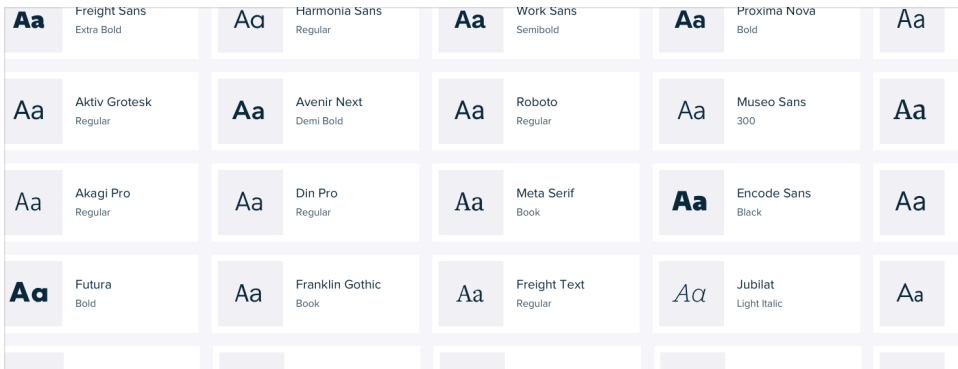 Aa
Freight Sans
Extra Bold
Aa
Harmonia Sans
Regular
Aa
Work Sans
Semibold
Aa
Proxima Nova
Bold
Aa
Aa
Aktiv Grotesk
Regular
Aa
Avenir Next
Demi Bold
Aa
Roboto
Regular
Aa
Museo Sans
300
Aa
Aa
Akagi Pro
Regular
Aa
Din Pro
Regular
Aa
Meta Serif
Book
Aa
Encode Sans
Black
Aa
Aa
Futura
Bold
Aa
Franklin Gothic
Book
Aa
Freight Text
Regular
Aa
Jubilat
Light Italic
Aa